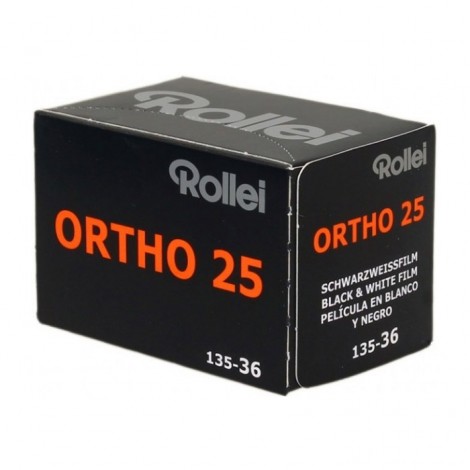 Rollei
Rollei
ORTHO 25
135-36
Rollei
ORTHO 25
SCHWARZWEISSFILM
BLACK & WHITE FILM
PELÍCULA EN BLANCO
Y NEGRO
135-36